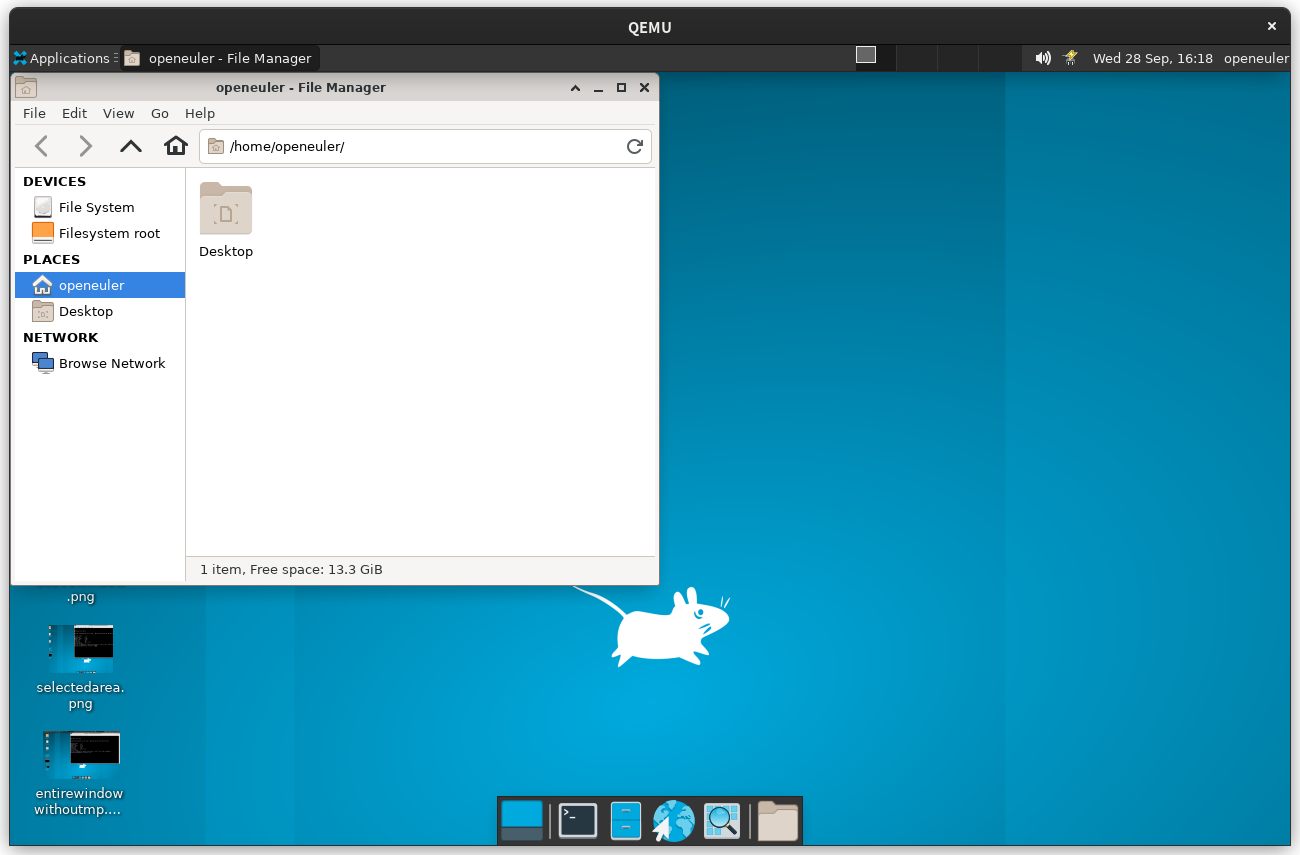 QEMU
Applications
openeuler - File Manager
Wed 28 Sep, 16:18
openeuler
openeuler - File Manager
File Edit View Go Help
/home/openeuler/
DEVICES
File System
Filesystem root
PLACES
openeuler
Desktop
NETWORK
Browse Network
Desktop
1 item, Free space: 13.3 GiB
.png
selectedarea.
png
entirewindow
withoutmp....